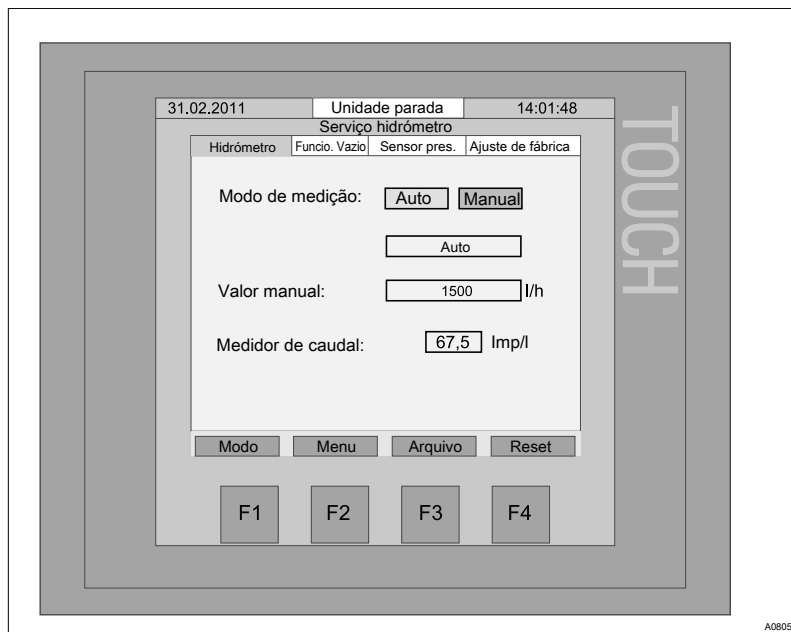 31.02.2011 Unidade parada 14:01:48
Serviço hidrómetro
Hidrómetro Funcio. Vazio Sensor pres. Ajuste de fábrica
Modo de medição: Auto Manual
Auto
Valor manual: 1500 l/h
Medidor de caudal: 67,5 Imp/l
Modo Menu Arquivo Reset
F1 F2 F3 F4
TOUCH
A0805